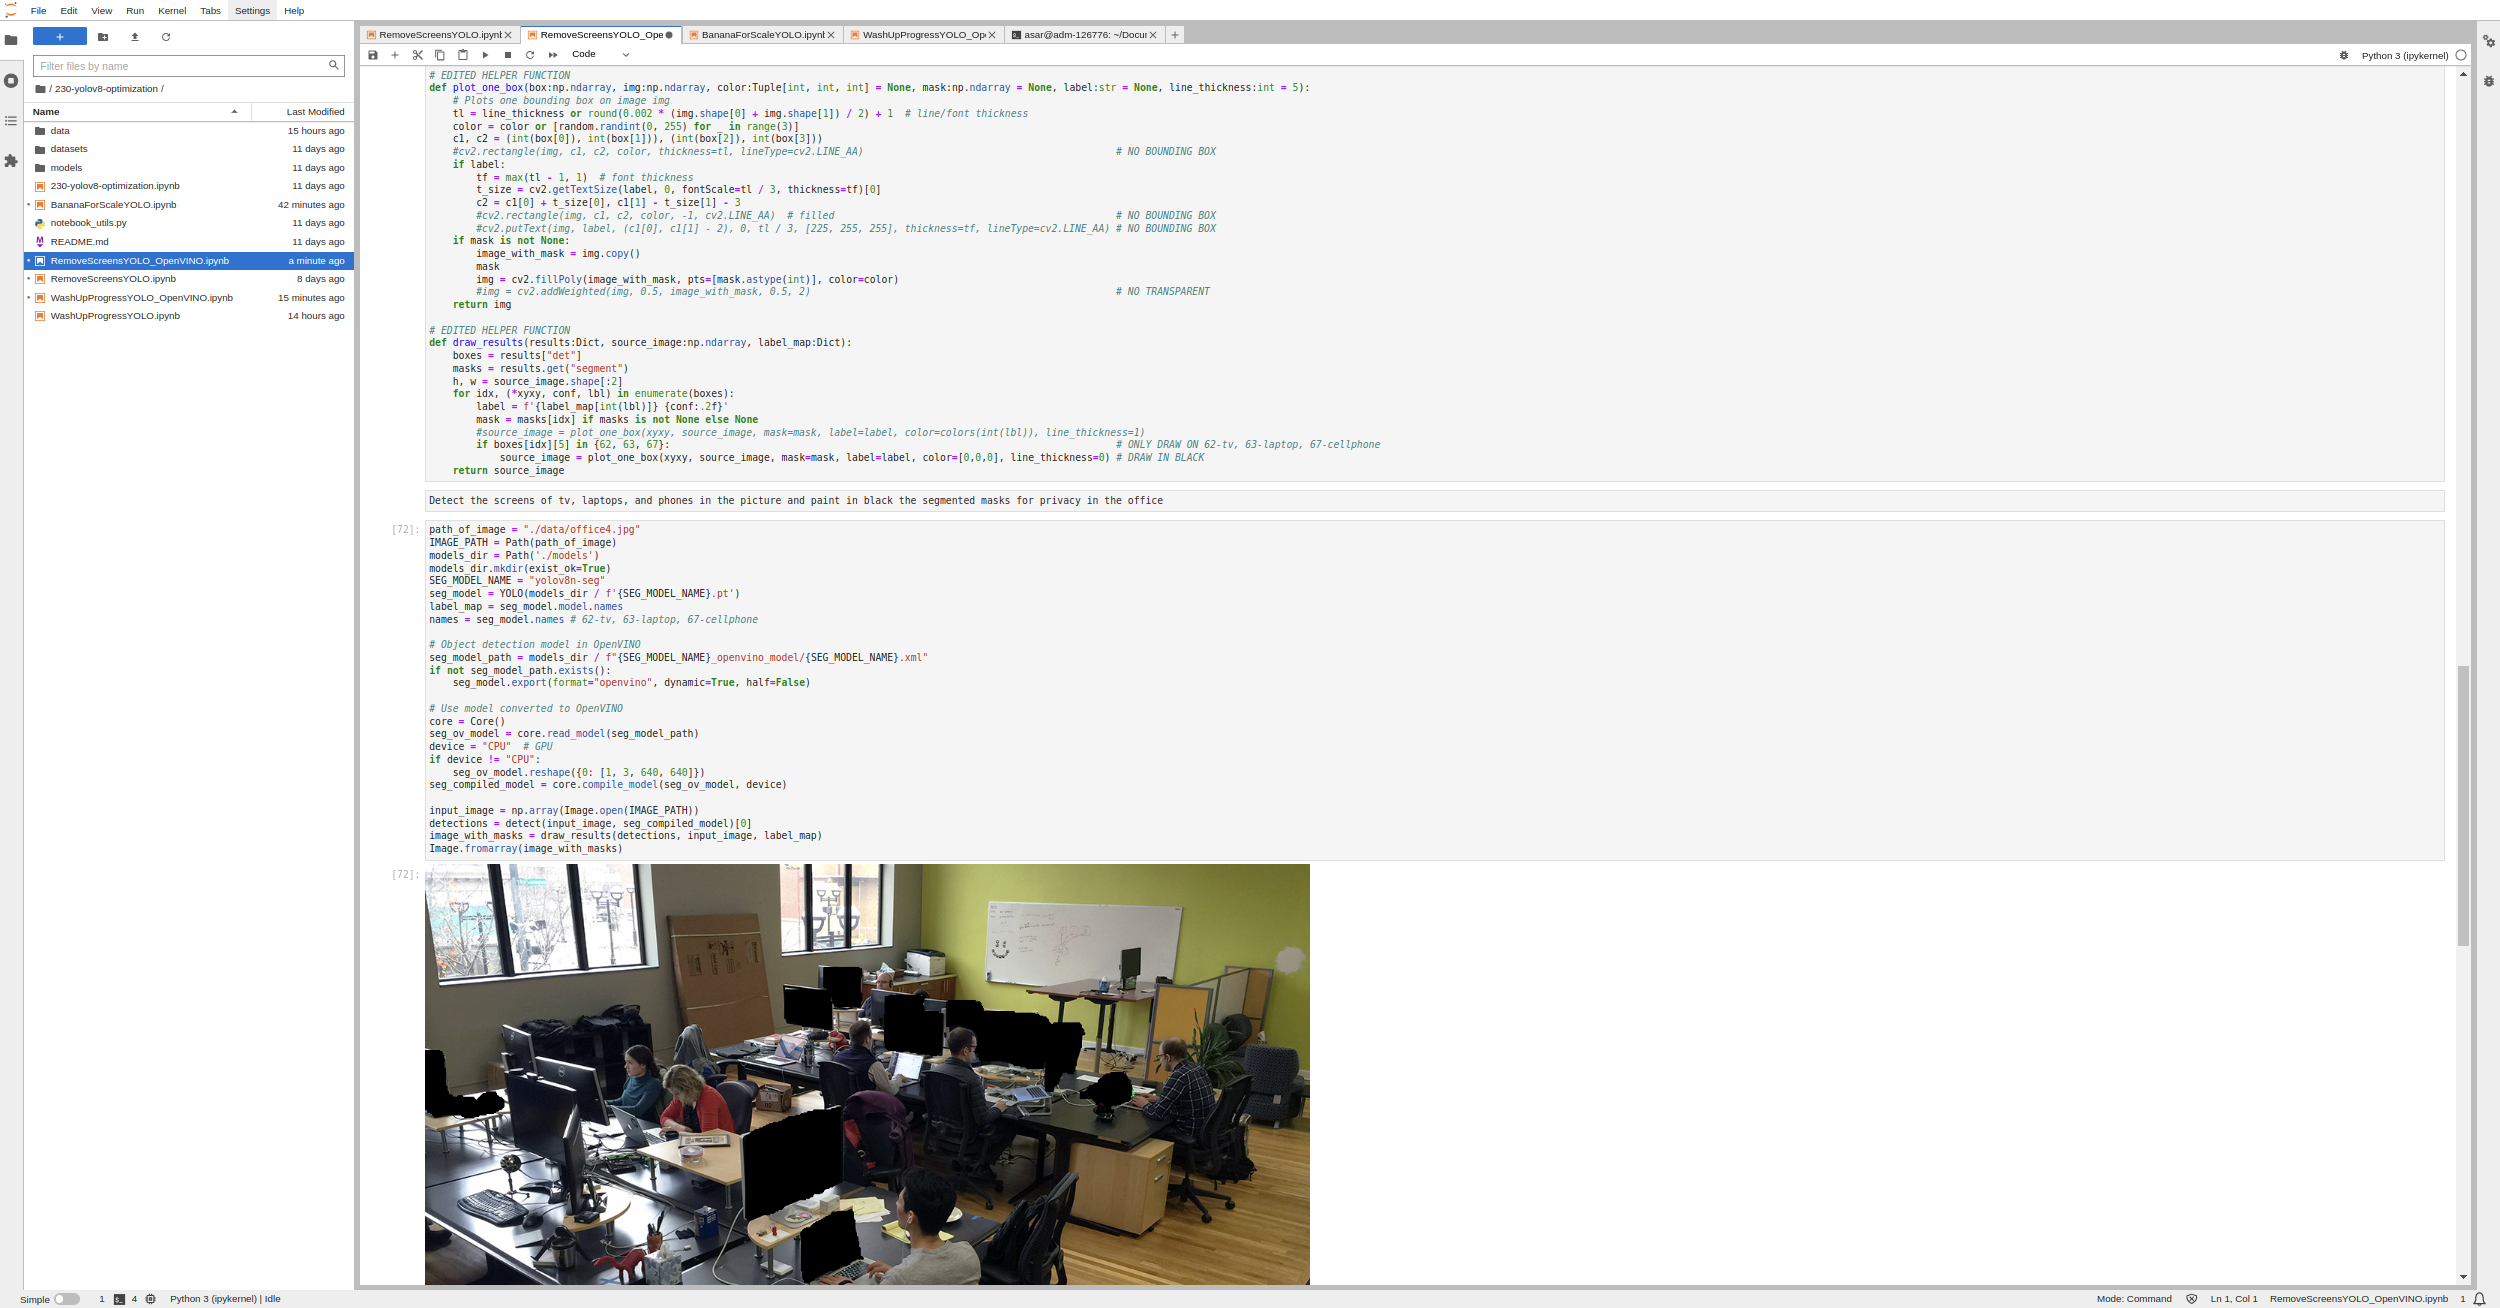 File Edit View Run Kernel Tabs Settings Help
RemoveScreensYOLO.ipynb
RemoveScreensYOLO_Ope
BananaForScaleYOLO.ipynb
WashUpProgressYOLO_Op
asar@adm-126776: ~/Docu
Code
Python 3 (ipykernel)
Filter files by name
/ 230-yolov8-optimization /
Name Last Modified
data 15 hours ago
datasets 11 days ago
models 11 days ago
230-yolov8-optimization.ipynb 11 days ago
BananaForScaleYOLO.ipynb 42 minutes ago
notebook_utils.py 11 days ago
README.md 11 days ago
RemoveScreensYOLO_OpenVINO.ipynb a minute ago
RemoveScreensYOLO.ipynb 8 days ago
WashUpProgressYOLO_OpenVINO.ipynb 15 minutes ago
WashUpProgressYOLO.ipynb 14 hours ago
# EDITED HELPER FUNCTION
def plot_one_box(box:np.ndarray, img:np.ndarray, color:Tuple[int, int, int] = None, mask:np.ndarray = None, label:str = None, line_thickness:int = 5):
# Plots one bounding box on image img
tl = line_thickness or round(0.002 * (img.shape[0] + img.shape[1]) / 2) + 1 # line/font thickness
color = color or [random.randint(0, 255) for _ in range(3)]
c1, c2 = (int(box[0]), int(box[1])), (int(box[2]), int(box[3]))
#cv2.rectangle(img, c1, c2, color, thickness=tl, lineType=cv2.LINE_AA) # NO BOUNDING BOX
if label:
tf = max(tl - 1, 1) # font thickness
t_size = cv2.getTextSize(label, 0, fontScale=tl / 3, thickness=tf)[0]
c2 = c1[0] + t_size[0], c1[1] - t_size[1] - 3
#cv2.rectangle(img, c1, c2, color, -1, cv2.LINE_AA) # filled # NO BOUNDING BOX
#cv2.putText(img, label, (c1[0], c1[1] - 2), 0, tl / 3, [225, 255, 255], thickness=tf, lineType=cv2.LINE_AA) # NO BOUNDING BOX
if mask is not None:
image_with_mask = img.copy()
mask
img = cv2.fillPoly(image_with_mask, pts=[mask.astype(int)], color=color)
#img = cv2.addWeighted(img, 0.5, image_with_mask, 0.5, 2) # NO TRANSPARENT
return img
# EDITED HELPER FUNCTION
def draw_results(results:Dict, source_image:np.ndarray, label_map:Dict):
boxes = results["det"]
masks = results.get("segment")
h, w = source_image.shape[:2]
for idx, (*xyxy, conf, lbl) in enumerate(boxes):
label = f'{label_map[int(lbl)]} {conf:.2f}'
mask = masks[idx] if masks is not None else None
#source_image = plot_one_box(xyxy, source_image, mask=mask, label=label, color=colors(int(lbl)), line_thickness=1)
if boxes[idx][5] in {62, 63, 67}: # ONLY DRAW ON 62-tv, 63-laptop, 67-cellphone
source_image = plot_one_box(xyxy, source_image, mask=mask, label=label, color=[0,0,0], line_thickness=0) # DRAW IN BLACK
return source_image
Detect the screens of tv, laptops, and phones in the picture and paint in black the segmented masks for privacy in the office
[72]:
path_of_image = "./data/office4.jpg"
IMAGE_PATH = Path(path_of_image)
models_dir = Path('./models')
models_dir.mkdir(exist_ok=True)
SEG_MODEL_NAME = "yolov8n-seg"
seg_model = YOLO(models_dir / f'{SEG_MODEL_NAME}.pt')
label_map = seg_model.model.names
names = seg_model.names # 62-tv, 63-laptop, 67-cellphone
# Object detection model in OpenVINO
seg_model_path = models_dir / f"{SEG_MODEL_NAME}_openvino_model/{SEG_MODEL_NAME}.xml"
if not seg_model_path.exists():
seg_model.export(format="openvino", dynamic=True, half=False)
# Use model converted to OpenVINO
core = Core()
seg_ov_model = core.read_model(seg_model_path)
device = "CPU" # GPU
if device != "CPU":
seg_ov_model.reshape({0: [1, 3, 640, 640]})
seg_compiled_model = core.compile_model(seg_ov_model, device)
input_image = np.array(Image.open(IMAGE_PATH))
detections = detect(input_image, seg_compiled_model)[0]
image_with_masks = draw_results(detections, input_image, label_map)
Image.fromarray(image_with_masks)
[72]:
Simple 1 4 Python 3 (ipykernel) | Idle
Mode: Command Ln 1, Col 1 RemoveScreensYOLO_OpenVINO.ipynb 1